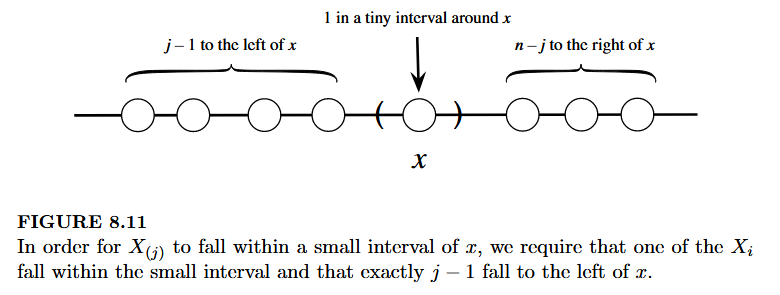 1 in a tiny interval around x
j – 1 to the left of x
n – j to the right of x
( )
x
FIGURE 8.11
In order for X(j) to fall within a small interval of x, we require that one of the Xi
fall within the small interval and that exactly j − 1 fall to the left of x.